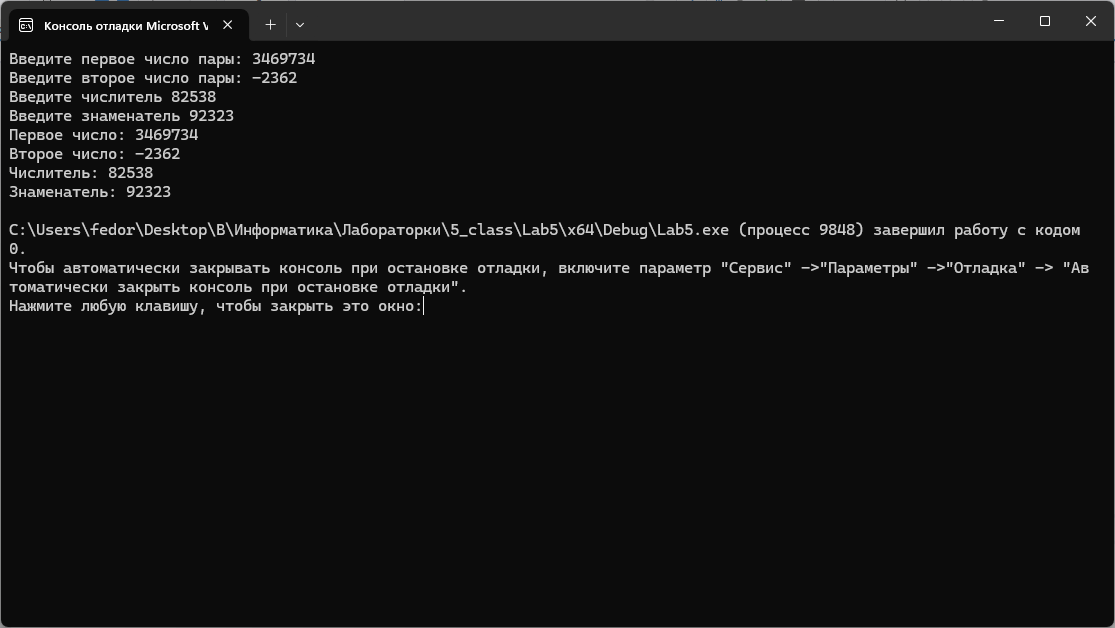 Консоль отладки Microsoft V
Введите первое число пары: 3469734
Введите второе число пары: -2362
Введите числитель 82538
Введите знаменатель 92323
Первое число: 3469734
Второе число: -2362
Числитель: 82538
Знаменатель: 92323
C:\Users\fedor\Desktop\В\Информатика\Лабораторки\5_class\Lab5\x64\Debug\Lab5.exe (процесс 9848) завершил работу с кодом
0.
Чтобы автоматически закрывать консоль при остановке отладки, включите параметр "Сервис" ->"Параметры" ->"Отладка" -> "Ав
томатически закрыть консоль при остановке отладки".
Нажмите любую клавишу, чтобы закрыть это окно: